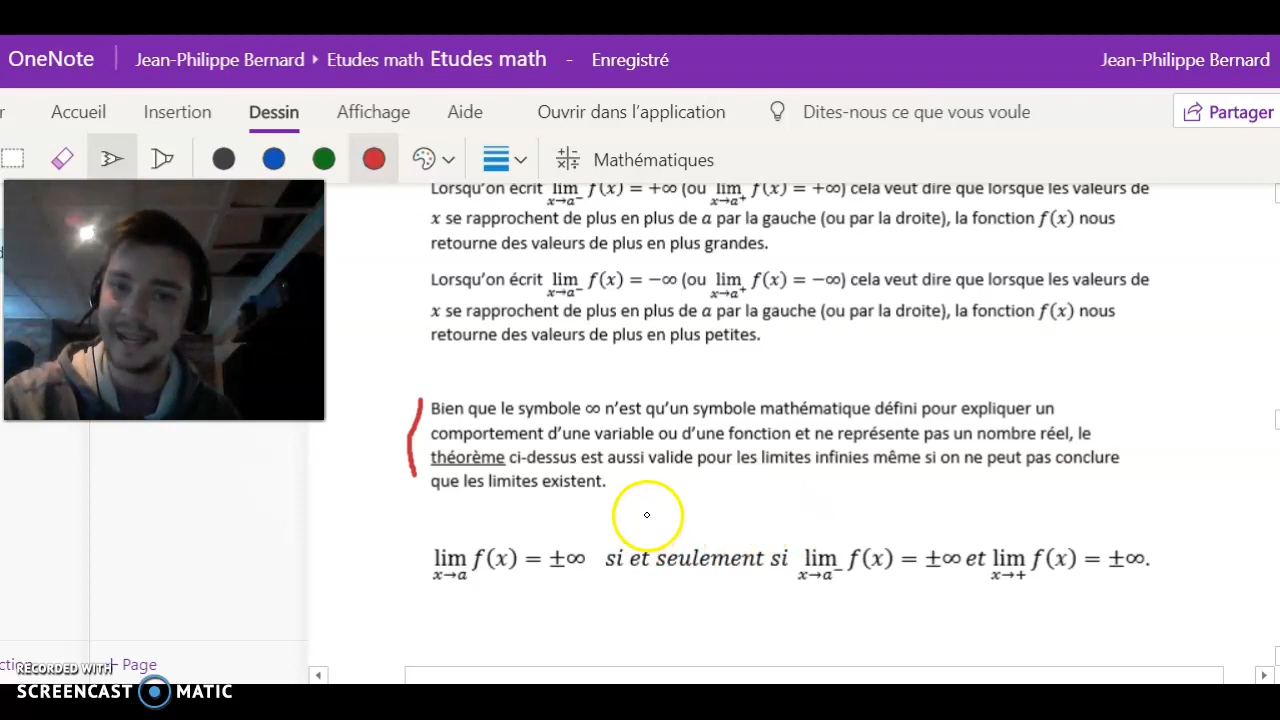 OneNote Jean-Philippe Bernard Etudes math Etudes math - Enregistré Jean-Philippe Bernard
r Accueil Insertion Dessin Affichage Aide Ouvrir dans l'application Dites-nous ce que vous voule Partager
Mathématiques
Lorsqu'on écrit lim x→a⁻ f(x) = +∞ (ou lim x→a⁺ f(x) = +∞) cela veut dire que lorsque les valeurs de
x se rapprochent de plus en plus de a par la gauche (ou par la droite), la fonction f(x) nous
retourne des valeurs de plus en plus grandes.
Lorsqu'on écrit lim x→a⁻ f(x) = −∞ (ou lim x→a⁺ f(x) = −∞) cela veut dire que lorsque les valeurs de
x se rapprochent de plus en plus de a par la gauche (ou par la droite), la fonction f(x) nous
retourne des valeurs de plus en plus petites.
Bien que le symbole ∞ n'est qu'un symbole mathématique défini pour expliquer un
comportement d'une variable ou d'une fonction et ne représente pas un nombre réel, le
théorème ci-dessus est aussi valide pour les limites infinies même si on ne peut pas conclure
que les limites existent.
lim x→a f(x) = ±∞ si et seulement si lim x→a⁻ f(x) = ±∞ et lim x→+ f(x) = ±∞.
ction + Page
RECORDED WITH
SCREENCAST MATIC